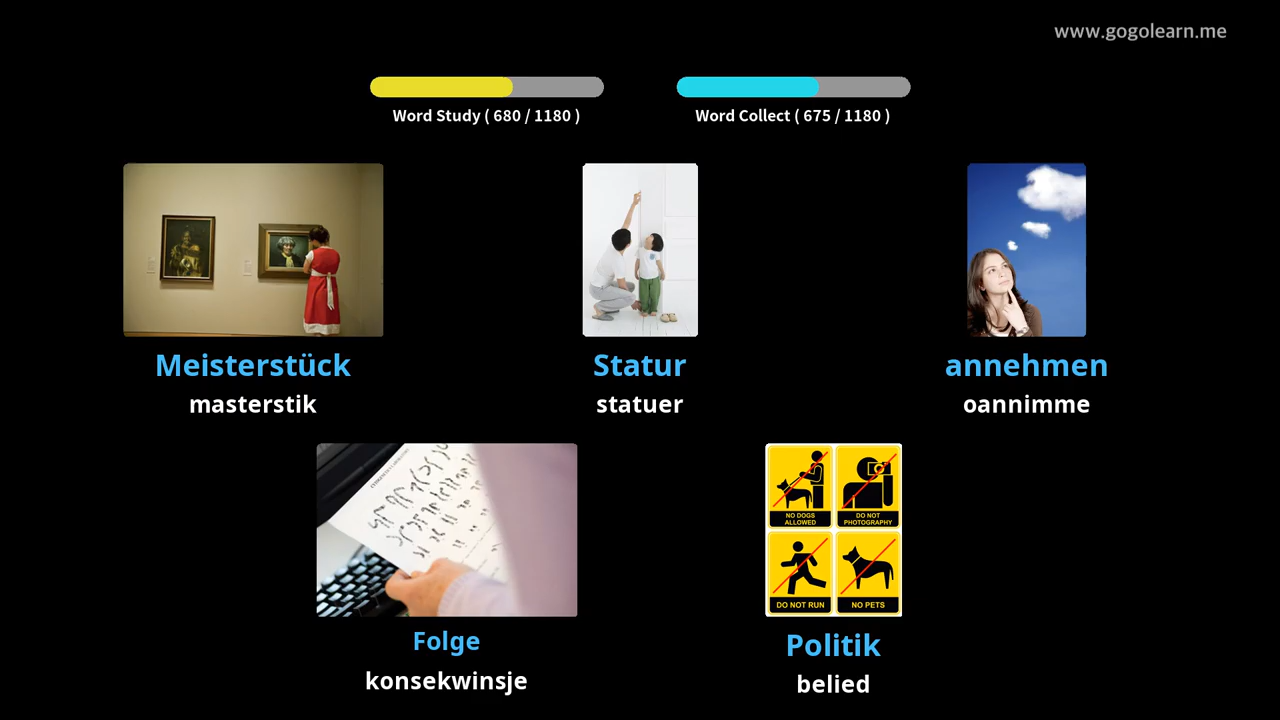 www.gogolearn.me
Word Study ( 680 / 1180 )
Word Collect ( 675 / 1180 )
Meisterstück
masterstik
Statur
statuer
annehmen
oannimme
NO DOGS
ALLOWED
DO NOT
PHOTOGRAPHY
DO NOT RUN
NO PETS
Folge
konsekwinsje
Politik
belied